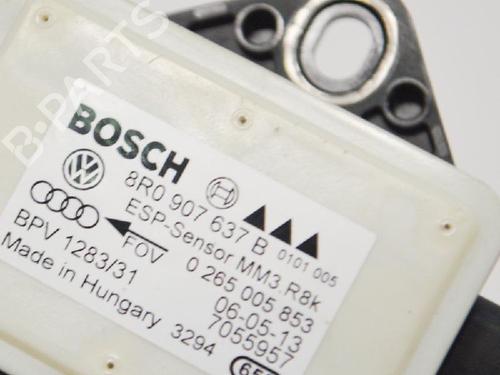 B-PARTS
BOSCH
8R0 907 637 B 0101 005
ESP-Sensor MM3 R8K
FOV 0 265 005 853
BPV 1283/31 06-05-13
Made in Hungary 3294 7055957